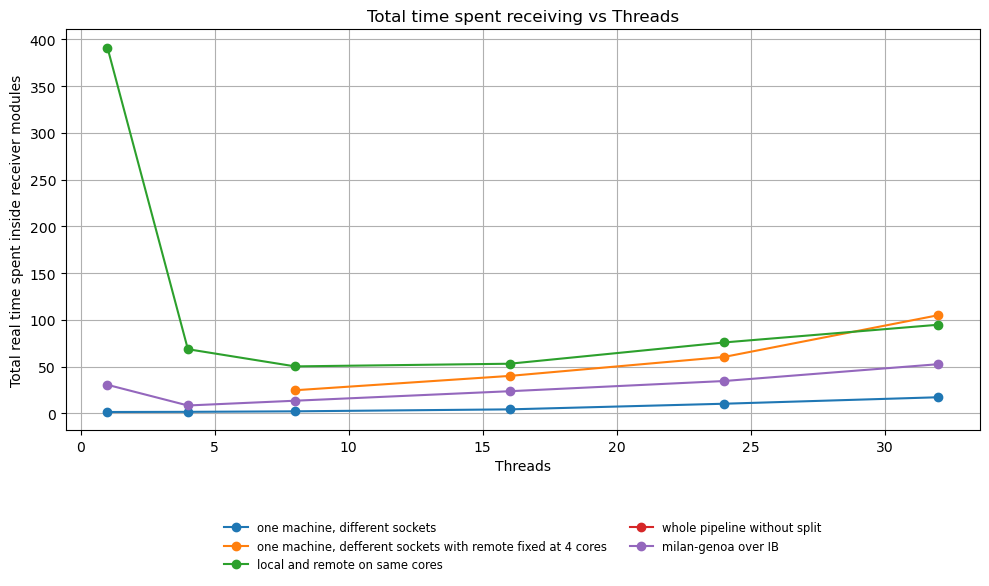 Total time spent receiving vs Threads
Total real time spent inside receiver modules
400
350
300
250
200
150
100
50
0
0 5 10 15 20 25 30
Threads
one machine, different sockets
one machine, defferent sockets with remote fixed at 4 cores
local and remote on same cores
whole pipeline without split
milan-genoa over IB